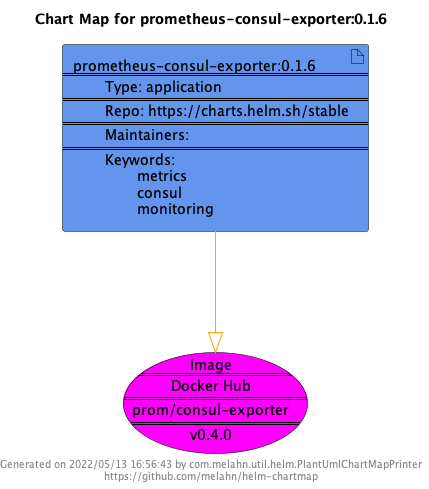 Chart Map for prometheus-consul-exporter:0.1.6
prometheus-consul-exporter:0.1.6
Type: application
Repo: https://charts.helm.sh/stable
Maintainers:
Keywords:
metrics
consul
monitoring
Image
Docker Hub
prom/consul-exporter
v0.4.0
Generated on 2022/05/13 16:56:43 by com.melahn.util.helm.PlantUmlChartMapPrinter
https://github.com/melahn/helm-chartmap